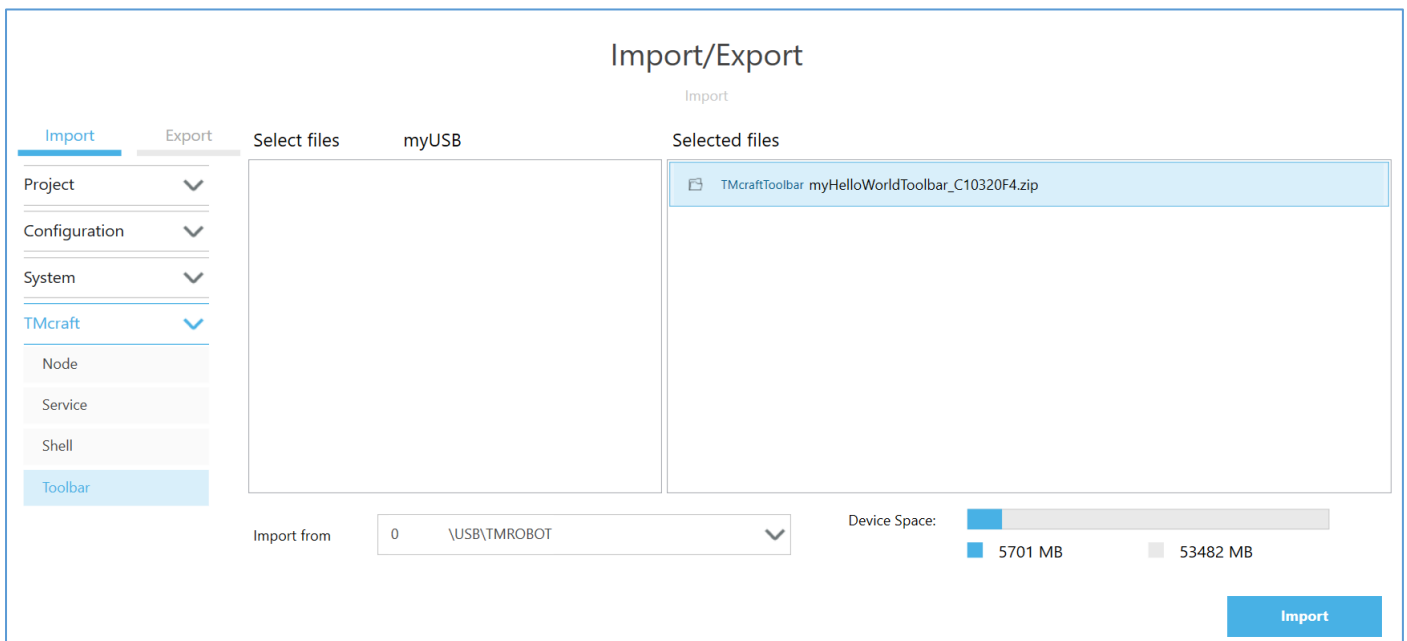 Import/Export
Import
Import Export
Select files myUSB
Selected files
Project
Configuration
System
TMcraft
Node
Service
Shell
Toolbar
TMcraftToolbar myHelloWorldToolbar_C10320F4.zip
Import from 0 \USB\TMROBOT
Device Space:
5701 MB 53482 MB
Import